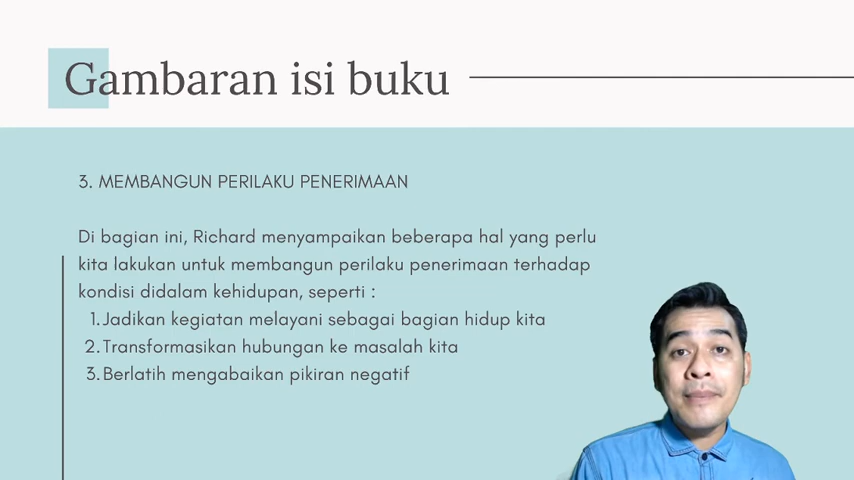 Gambaran isi buku
3. MEMBANGUN PERILAKU PENERIMAAN
Di bagian ini, Richard menyampaikan beberapa hal yang perlu
kita lakukan untuk membangun perilaku penerimaan terhadap
kondisi didalam kehidupan, seperti :
1.Jadikan kegiatan melayani sebagai bagian hidup kita
2.Transformasikan hubungan ke masalah kita
3.Berlatih mengabaikan pikiran negatif